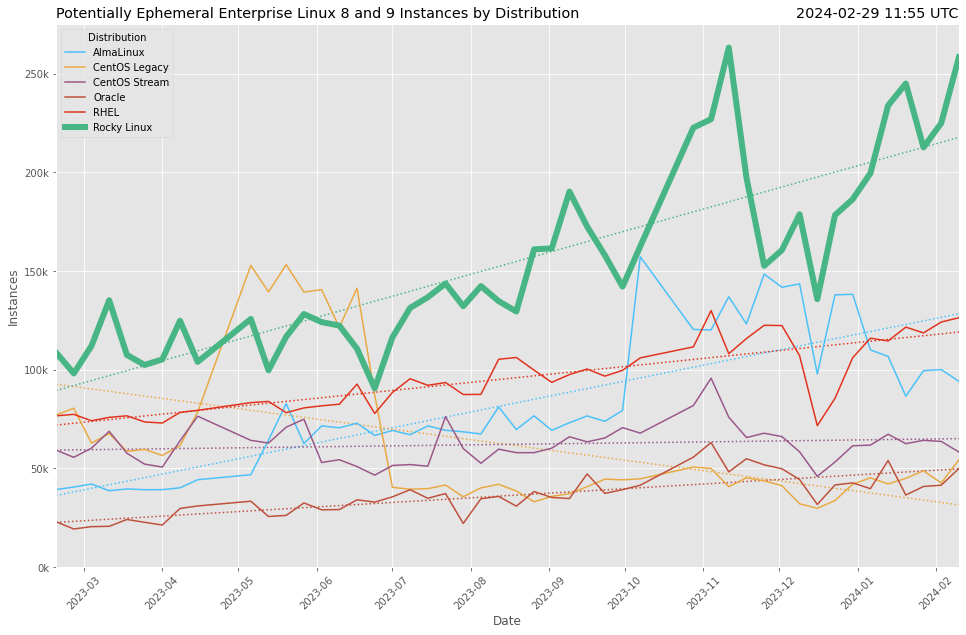 Potentially Ephemeral Enterprise Linux 8 and 9 Instances by Distribution
2024-02-29 11:55 UTC
Distribution
AlmaLinux
CentOS Legacy
CentOS Stream
Oracle
RHEL
Rocky Linux
250k
200k
150k
100k
50k
0k
Instances
2023-03
2023-04
2023-05
2023-06
2023-07
2023-08
2023-09
2023-10
2023-11
2023-12
2024-01
2024-02
Date